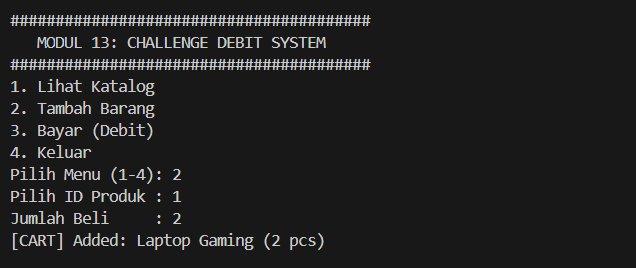 ########################################
   MODUL 13: CHALLENGE DEBIT SYSTEM
########################################
1. Lihat Katalog
2. Tambah Barang
3. Bayar (Debit)
4. Keluar
Pilih Menu (1-4): 2
Pilih ID Produk : 1
Jumlah Beli     : 2
[CART] Added: Laptop Gaming (2 pcs)